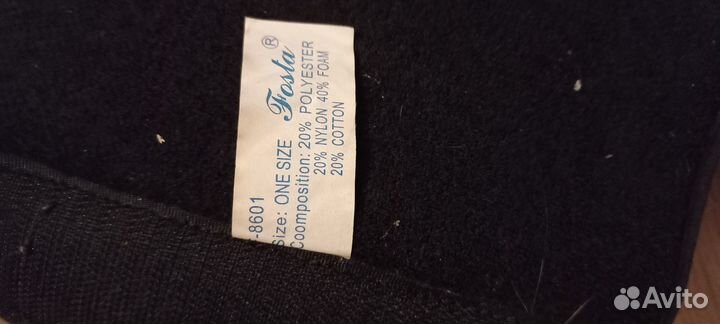 Fosta ®
-8601
Size: ONE SIZE
Coomposition: 20% POLYESTER
20% NYLON 40% FOAM
20% COTTON
Avito